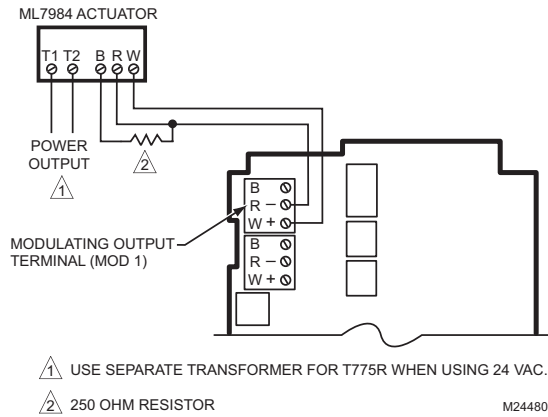 ML7984 ACTUATOR
T1 T2 B R W
POWER
OUTPUT
1
2
B
R –
W +
MODULATING OUTPUT
TERMINAL (MOD 1)
B
R –
W +
1 USE SEPARATE TRANSFORMER FOR T775R WHEN USING 24 VAC.
2 250 OHM RESISTOR
M24480